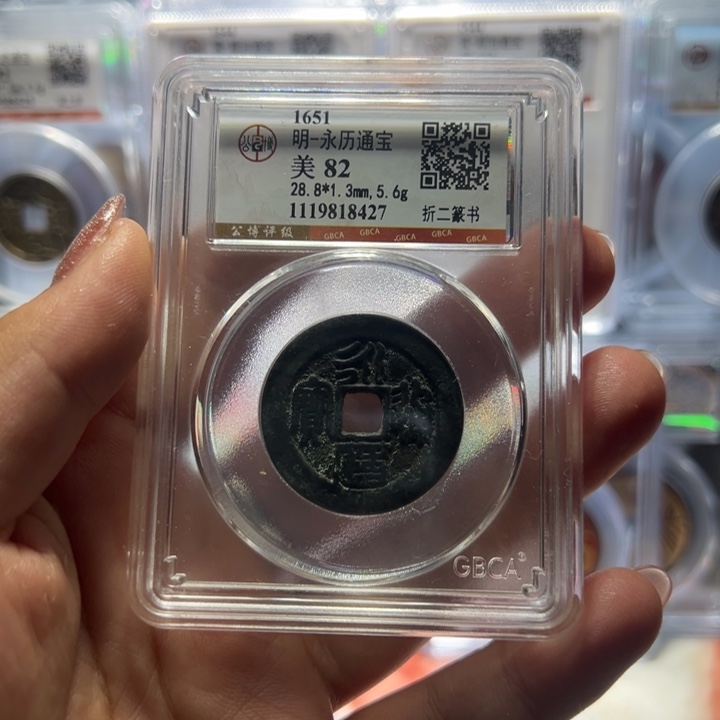 1651
明-永历通宝
美 82
28.8*1.3mm,5.6g
1119818427 折二篆书
公博评级 GBCA GBCA GBCA GBCA GBCA
永曆通寶
GBCA